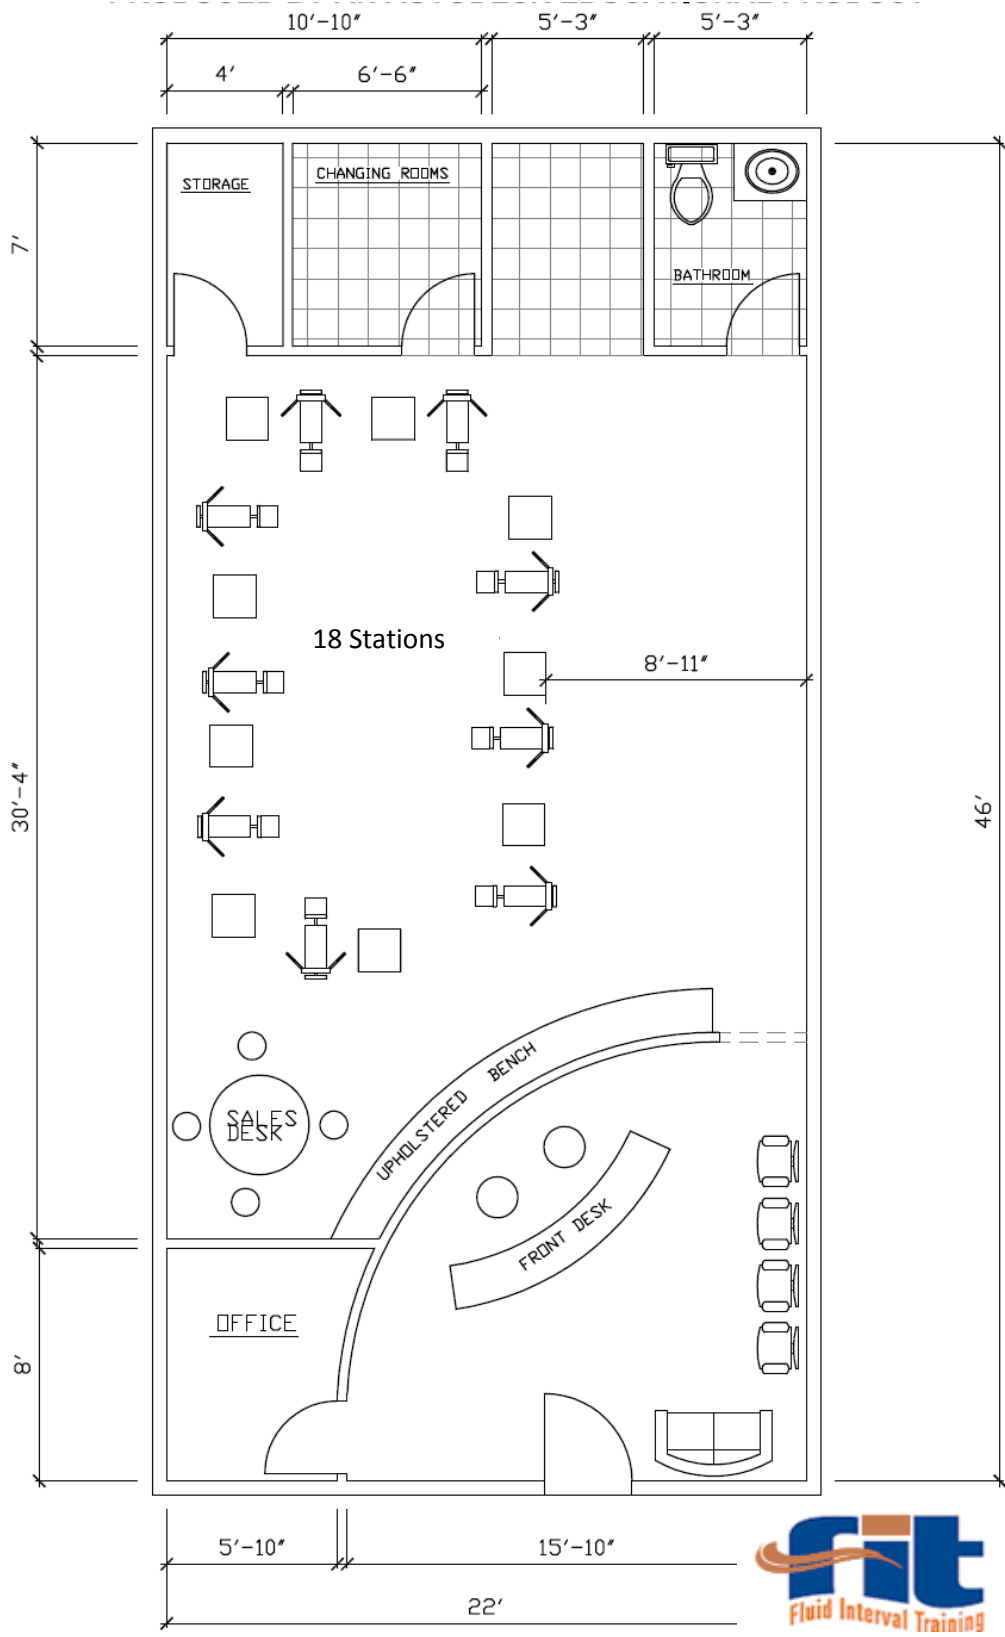 10'-10"
5'-3"
5'-3"
4'
6'-6"
STORAGE
CHANGING ROOMS
BATHROOM
7'
18 Stations
8'-11"
30'-4"
46'
UPHOLSTERED BENCH
SALES
DESK
FRONT DESK
OFFICE
8'
5'-10"
15'-10"
22'
fit
Fluid Interval Training